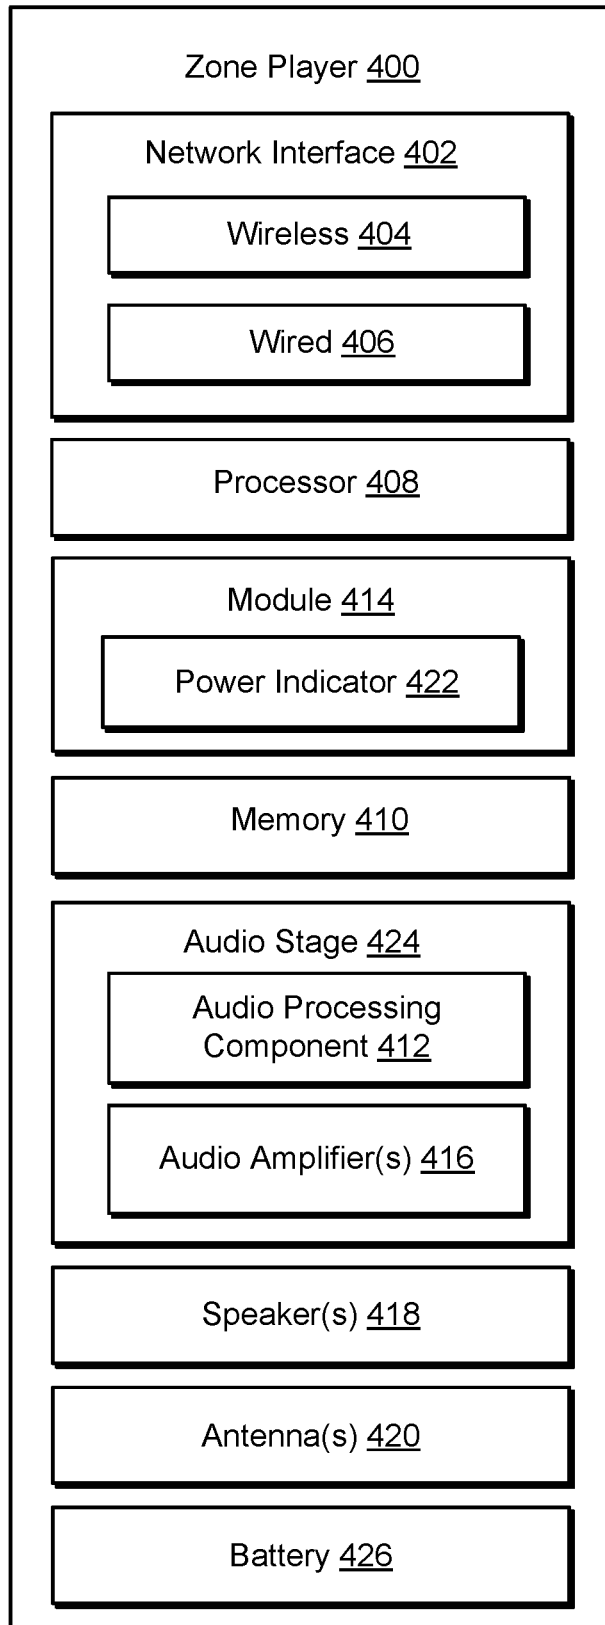 Zone Player 400
Network Interface 402
Wireless 404
Wired 406
Processor 408
Module 414
Power Indicator 422
Memory 410
Audio Stage 424
Audio Processing
Component 412
Audio Amplifier(s) 416
Speaker(s) 418
Antenna(s) 420
Battery 426